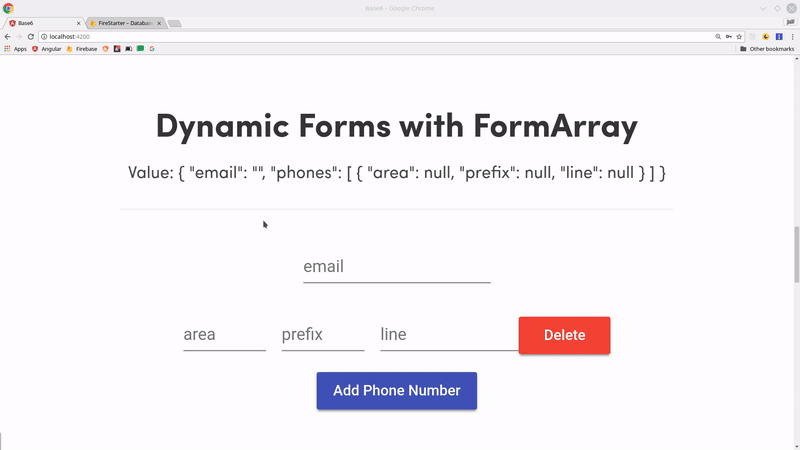 Base6 - Google Chrome
Base6
FireStarter – Databas
localhost:4200
Apps Angular Firebase Other bookmarks
Dynamic Forms with FormArray
Value: { "email": "", "phones": [ { "area": null, "prefix": null, "line": null } ] }
email
area prefix line Delete
Add Phone Number